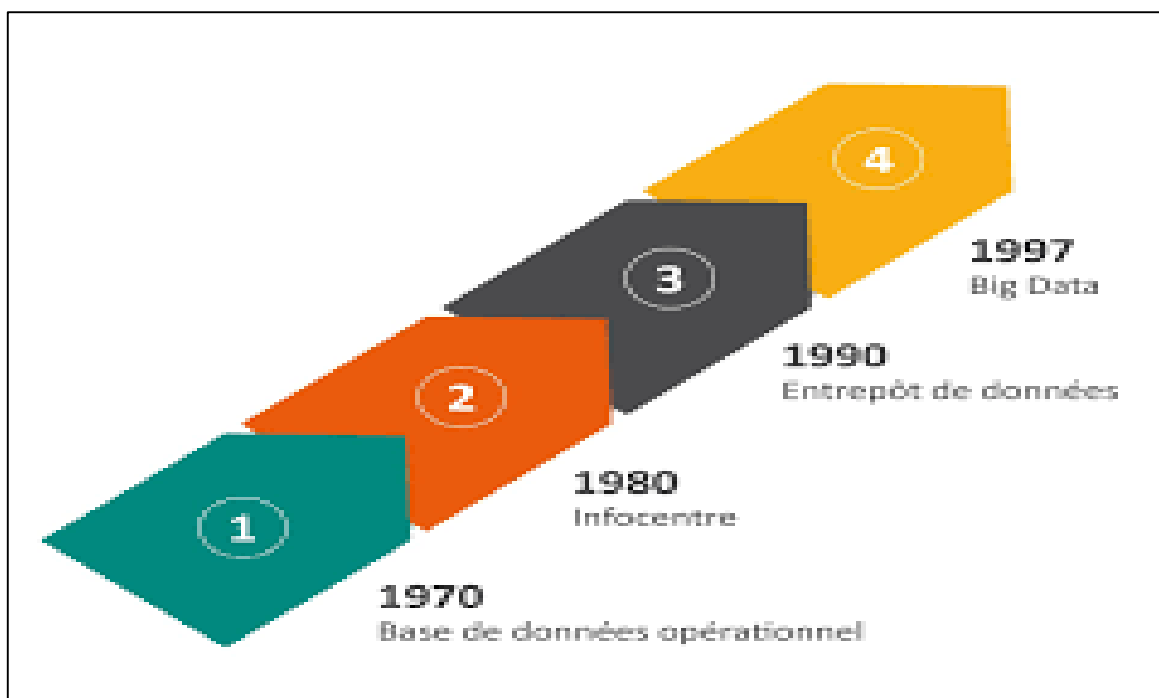 4
1997
Big Data
3
1990
Entrepôt de données
2
1980
Infocentre
1
1970
Base de données opérationnel